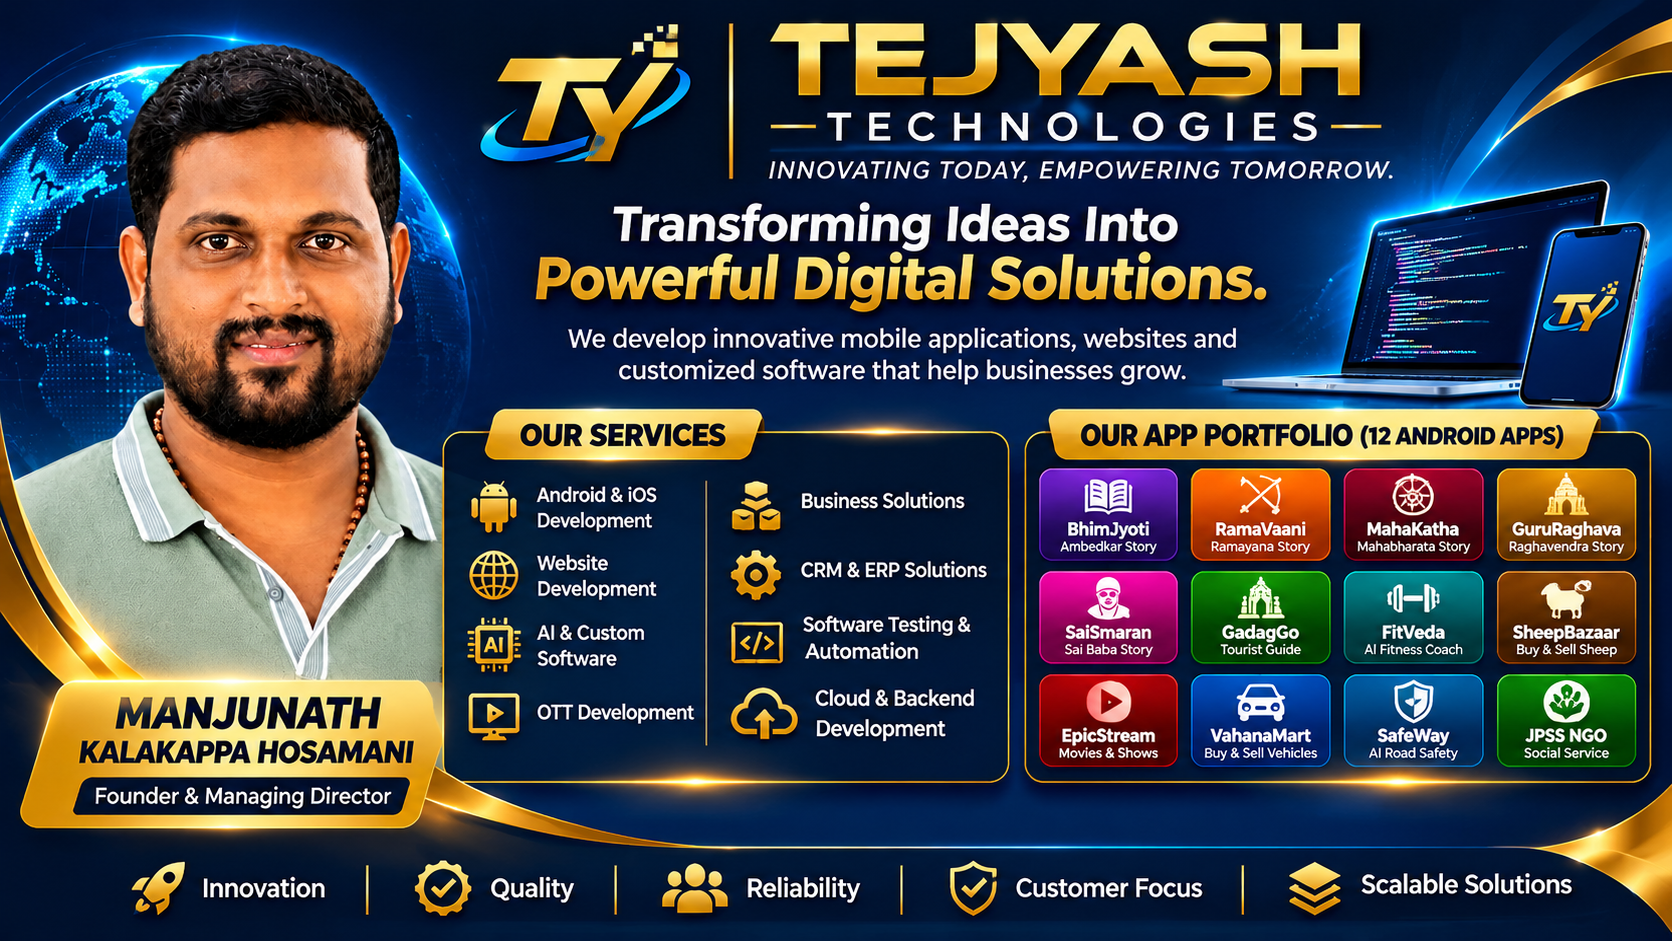 TY
TEJYASH
TECHNOLOGIES
INNOVATING TODAY, EMPOWERING TOMORROW.
Transforming Ideas Into
Powerful Digital Solutions.
We develop innovative mobile applications, websites and
customized software that help businesses grow.
TY
OUR SERVICES
Android & iOS
Development
Website
Development
AI
AI & Custom
Software
OTT Development
Business Solutions
CRM & ERP Solutions
</>
Software Testing &
Automation
Cloud & Backend
Development
OUR APP PORTFOLIO (12 ANDROID APPS)
BhimJyoti
Ambedkar Story
RamaVaani
Ramayana Story
MahaKatha
Mahabharata Story
GuruRaghava
Raghavendra Story
SaiSmaran
Sai Baba Story
GadagGo
Tourist Guide
FitVeda
AI Fitness Coach
SheepBazaar
Buy & Sell Sheep
EpicStream
Movies & Shows
VahanaMart
Buy & Sell Vehicles
SafeWay
AI Road Safety
JPSS NGO
Social Service
MANJUNATH
KALAKAPPA HOSAMANI
Founder & Managing Director
Innovation
Quality
Reliability
Customer Focus
Scalable Solutions